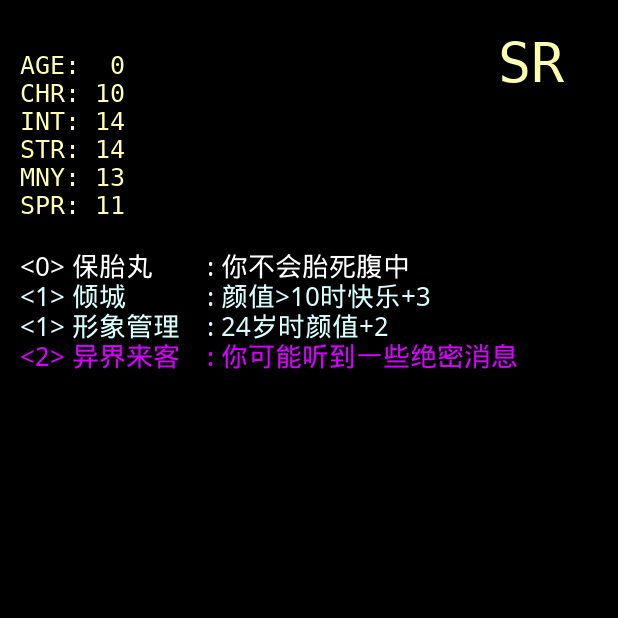 SR
AGE:  0
CHR: 10
INT: 14
STR: 14
MNY: 13
SPR: 11
<0> 保胎丸 : 你不会胎死腹中
<1> 倾城 : 颜值>10时快乐+3
<1> 形象管理 : 24岁时颜值+2
<2> 异界来客 : 你可能听到一些绝密消息